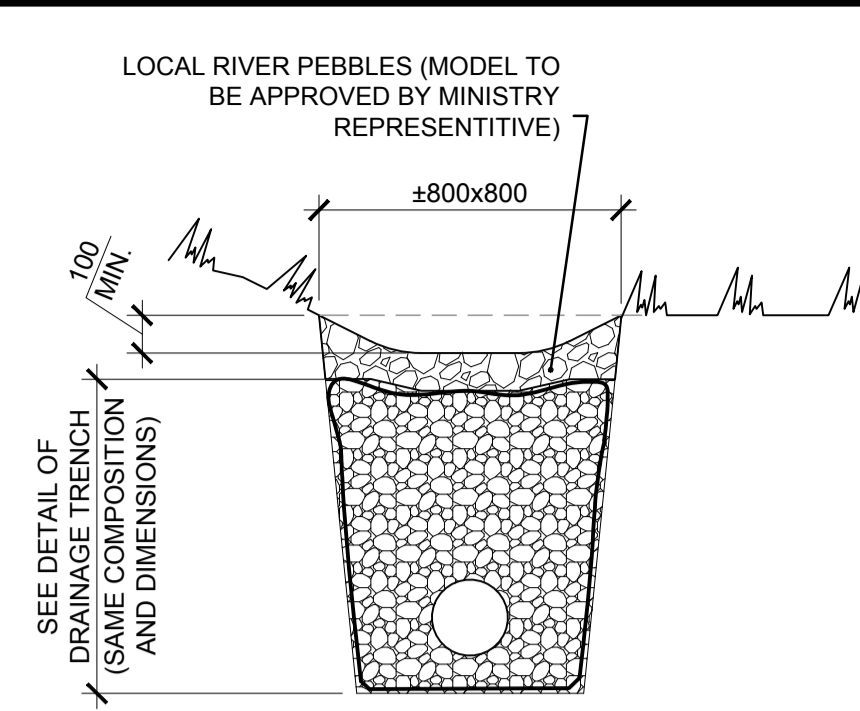 LOCAL RIVER PEBBLES (MODEL TO
BE APPROVED BY MINISTRY
REPRESENTITIVE)
±800x800
100
MIN.
SEE DETAIL OF
DRAINAGE TRENCH
(SAME COMPOSITION
AND DIMENSIONS)